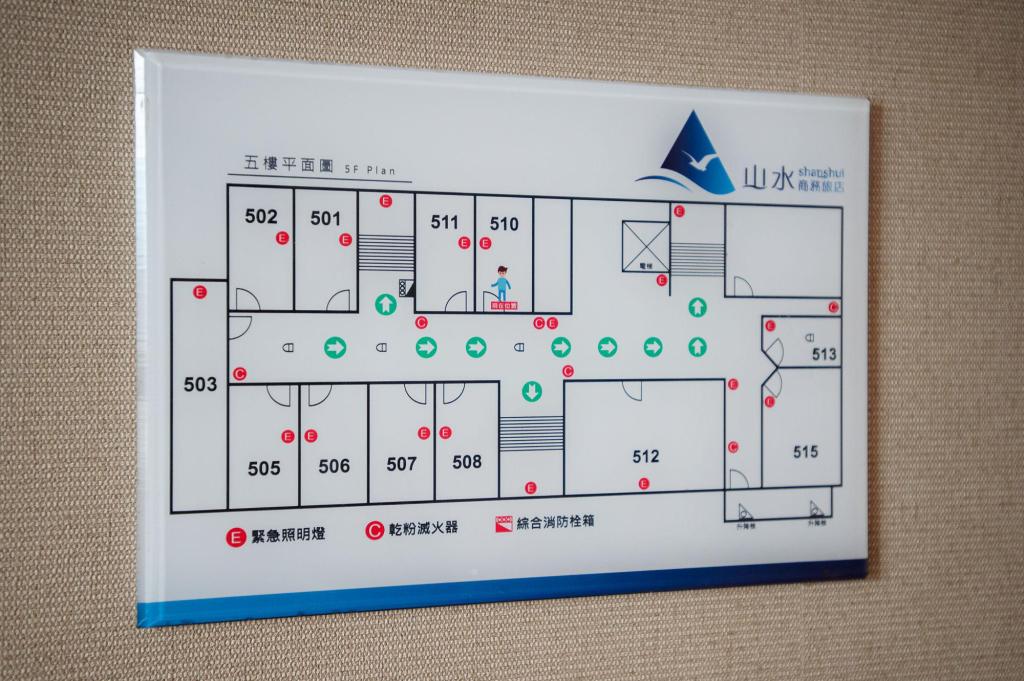 五樓平面圖 5F Plan
山水 shanshui
商務旅店
502
501
E
E
E
511
510
E
E
現在位置
電梯
E
E
E
C
C
E
C
503
E
C
513
E
C
505
506
507
508
E
E
E
E
E
512
E
E
C
515
E
升降梯
升降梯
E 緊急照明燈
C 乾粉滅火器
綜合消防栓箱